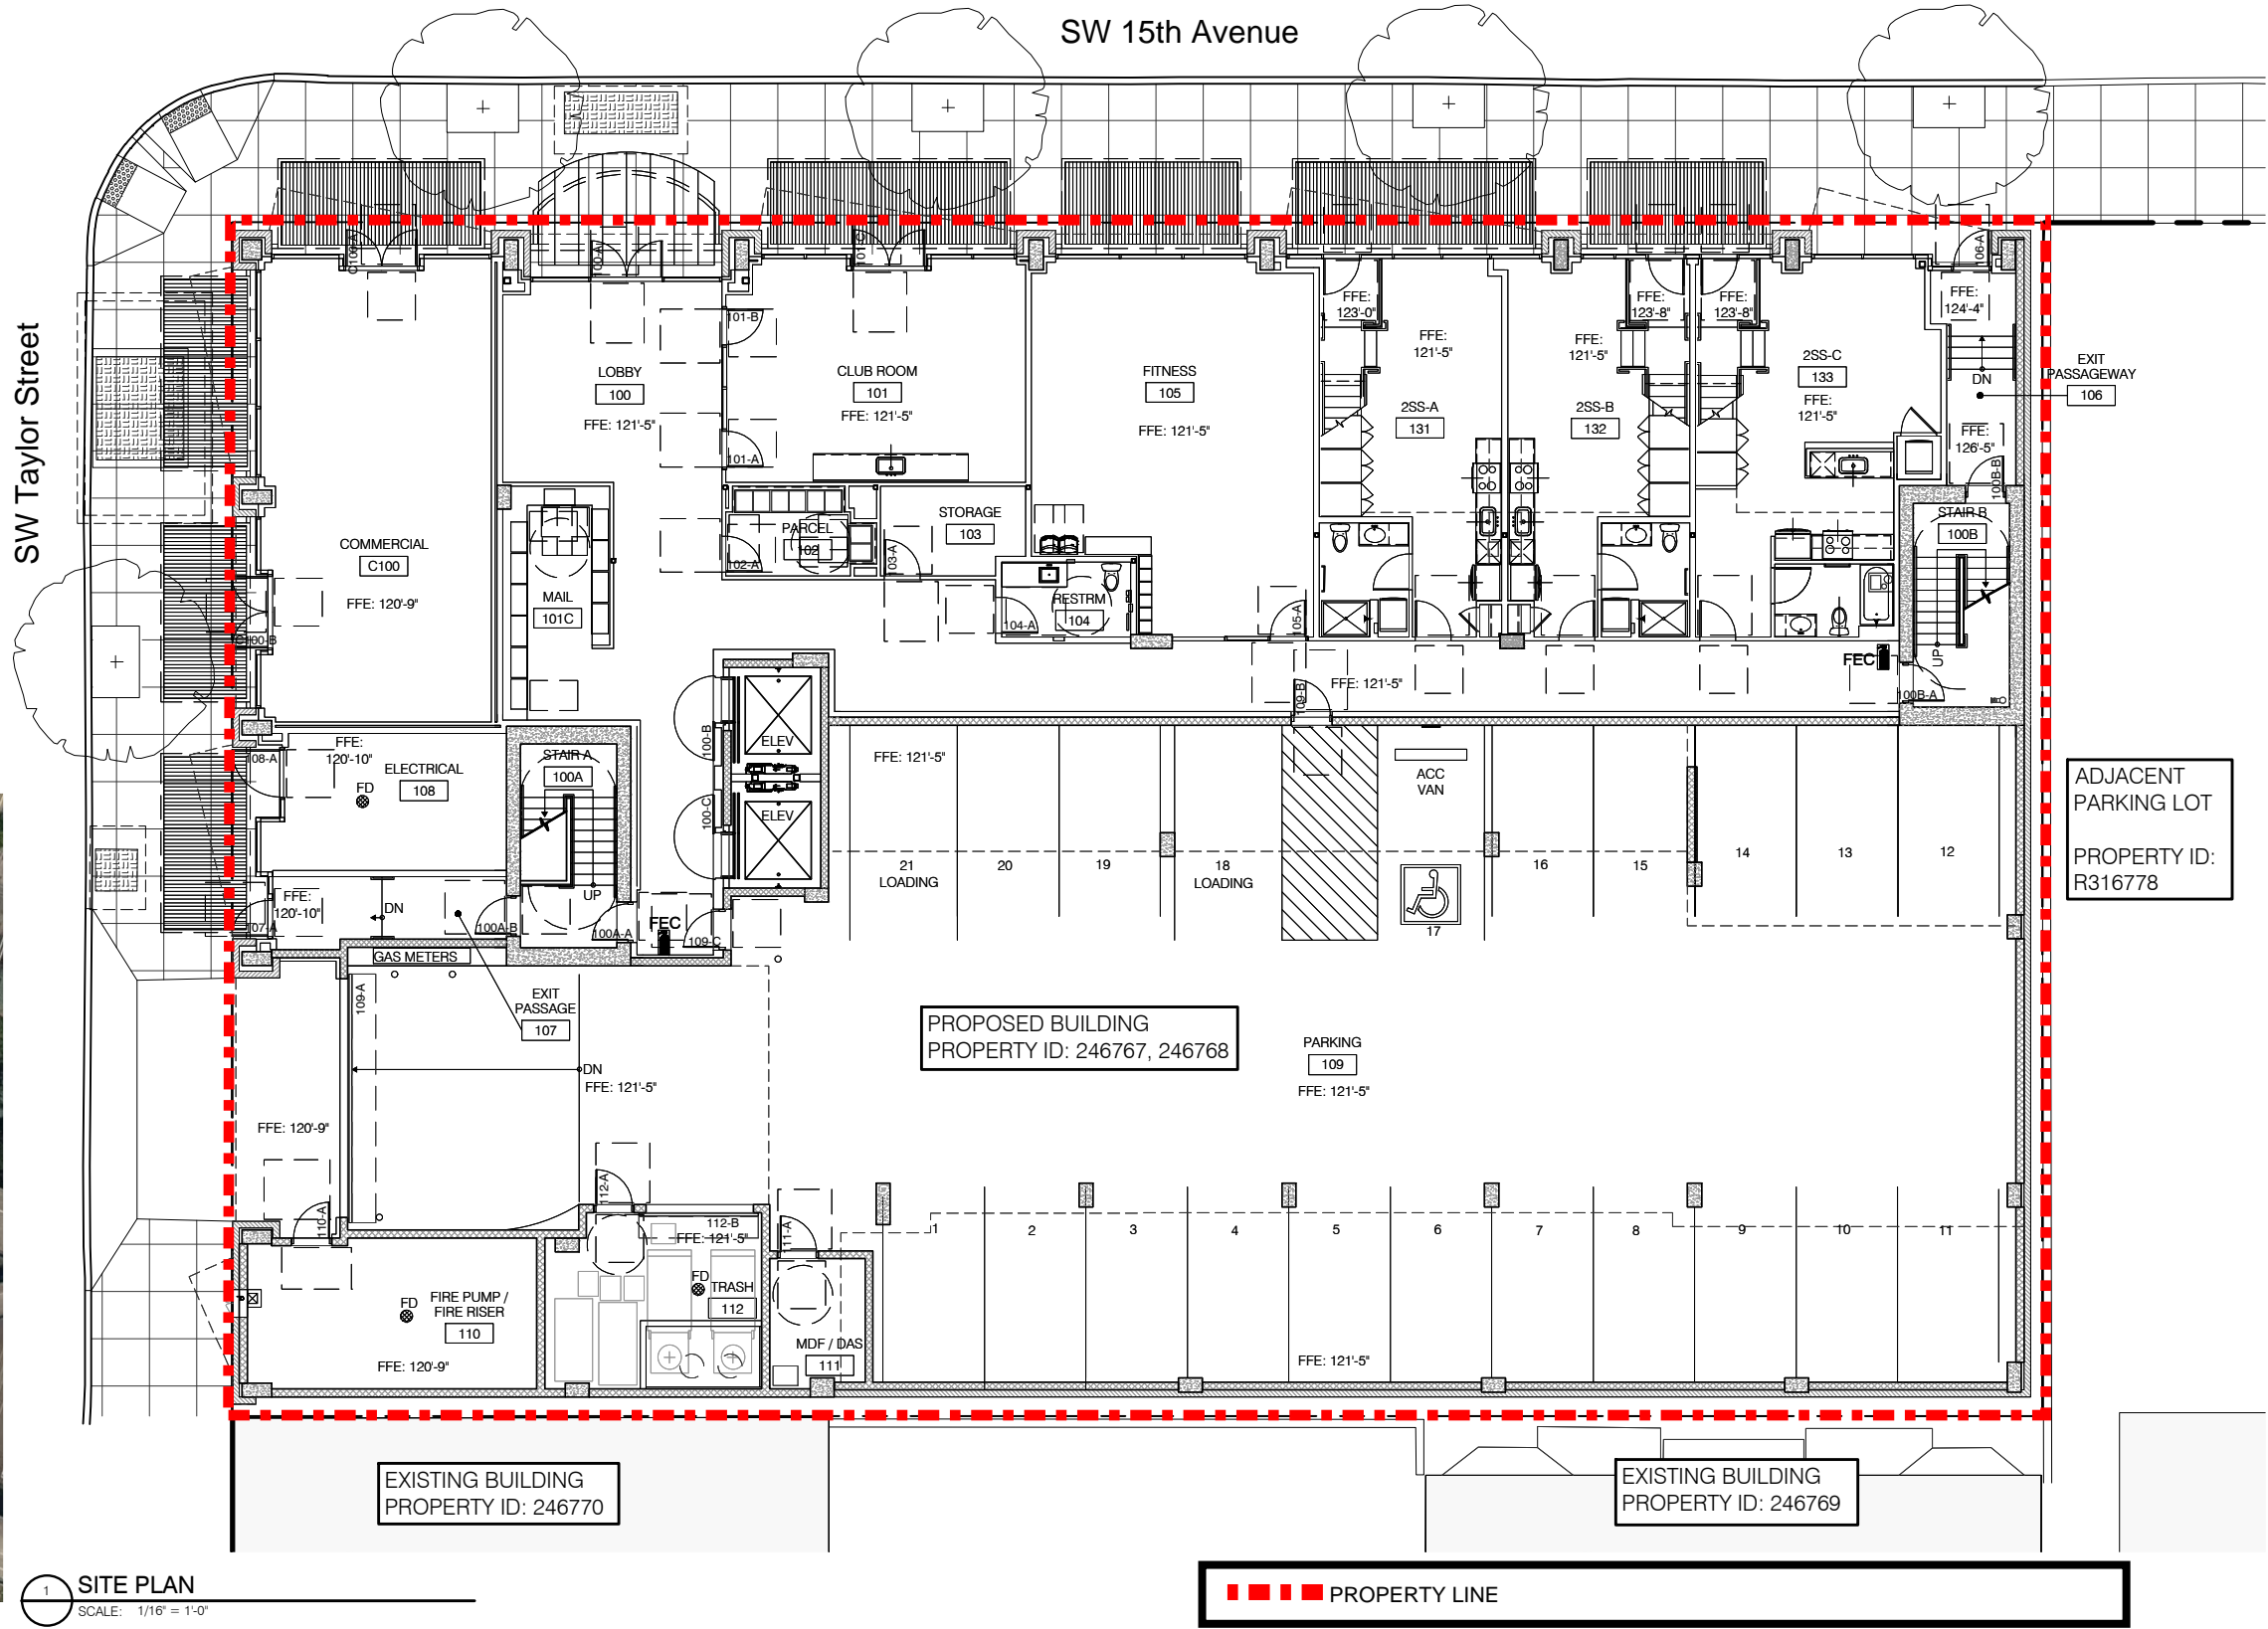 SW 15th Avenue
SW Taylor Street
C100-A
100-A
101-C
106-A
FFE:
123'-0"
FFE:
123'-8"
FFE:
123'-8"
FFE:
124'-4"
101-B
LOBBY
100
FFE: 121'-5"
CLUB ROOM
101
FFE: 121'-5"
FITNESS
105
FFE: 121'-5"
FFE:
121'-5"
2SS-A
131
FFE:
121'-5"
2SS-B
132
2SS-C
133
FFE:
121'-5"
DN
EXIT
PASSAGEWAY
106
FFE:
126'-5"
101-A
100B-B
COMMERCIAL
C100
FFE: 120'-9"
PARCEL
102
102-A
STORAGE
103
103-A
STAIR B
100B
MAIL
101C
C100-B
RESTRM
104
104-A
105-A
FEC
UP
100B-A
FFE: 121'-5"
109-B
108-A
FFE:
120'-10"
ELECTRICAL
108
FD
STAIR A
100A
100-B
ELEV
100-C
ELEV
FFE: 121'-5"
ACC
VAN
21
LOADING
20
19
18
LOADING
16
15
14
13
12
17
ADJACENT
PARKING LOT
PROPERTY ID:
R316778
FFE:
120'-10"
107-A
DN
100A-B
UP
100A-A
FEC
109-C
GAS METERS
109-A
EXIT
PASSAGE
107
PROPOSED BUILDING
PROPERTY ID: 246767, 246768
PARKING
109
FFE: 121'-5"
DN
FFE: 121'-5"
FFE: 120'-9"
110-A
112-A
112-B
FFE: 121'-5"
111-A
1
2
3
4
5
6
7
8
9
10
11
FD
FIRE PUMP /
FIRE RISER
110
FFE: 120'-9"
FD
TRASH
112
MDF / DAS
111
FFE: 121'-5"
EXISTING BUILDING
PROPERTY ID: 246770
EXISTING BUILDING
PROPERTY ID: 246769
1
SITE PLAN
SCALE: 1/16" = 1'-0"
PROPERTY LINE